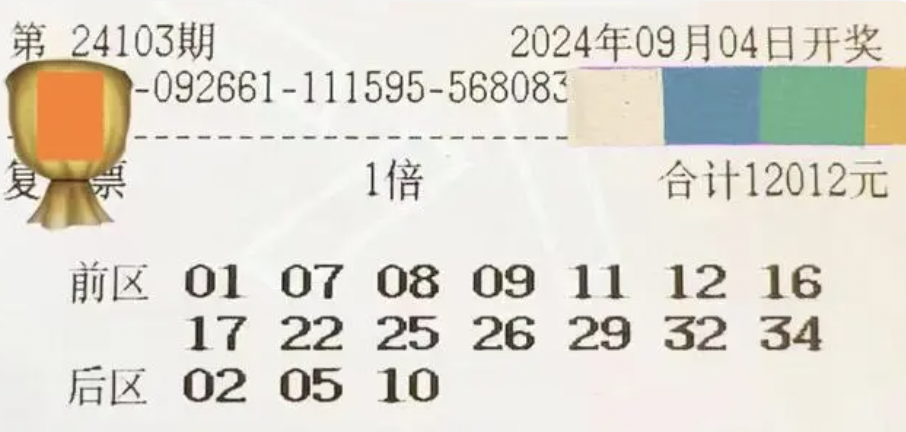 第 24103期 2024年09月04日开奖
-092661-111595-568083
复 票 1倍 合计12012元
前区 01 07 08 09 11 12 16
17 22 25 26 29 32 34
后区 02 05 10